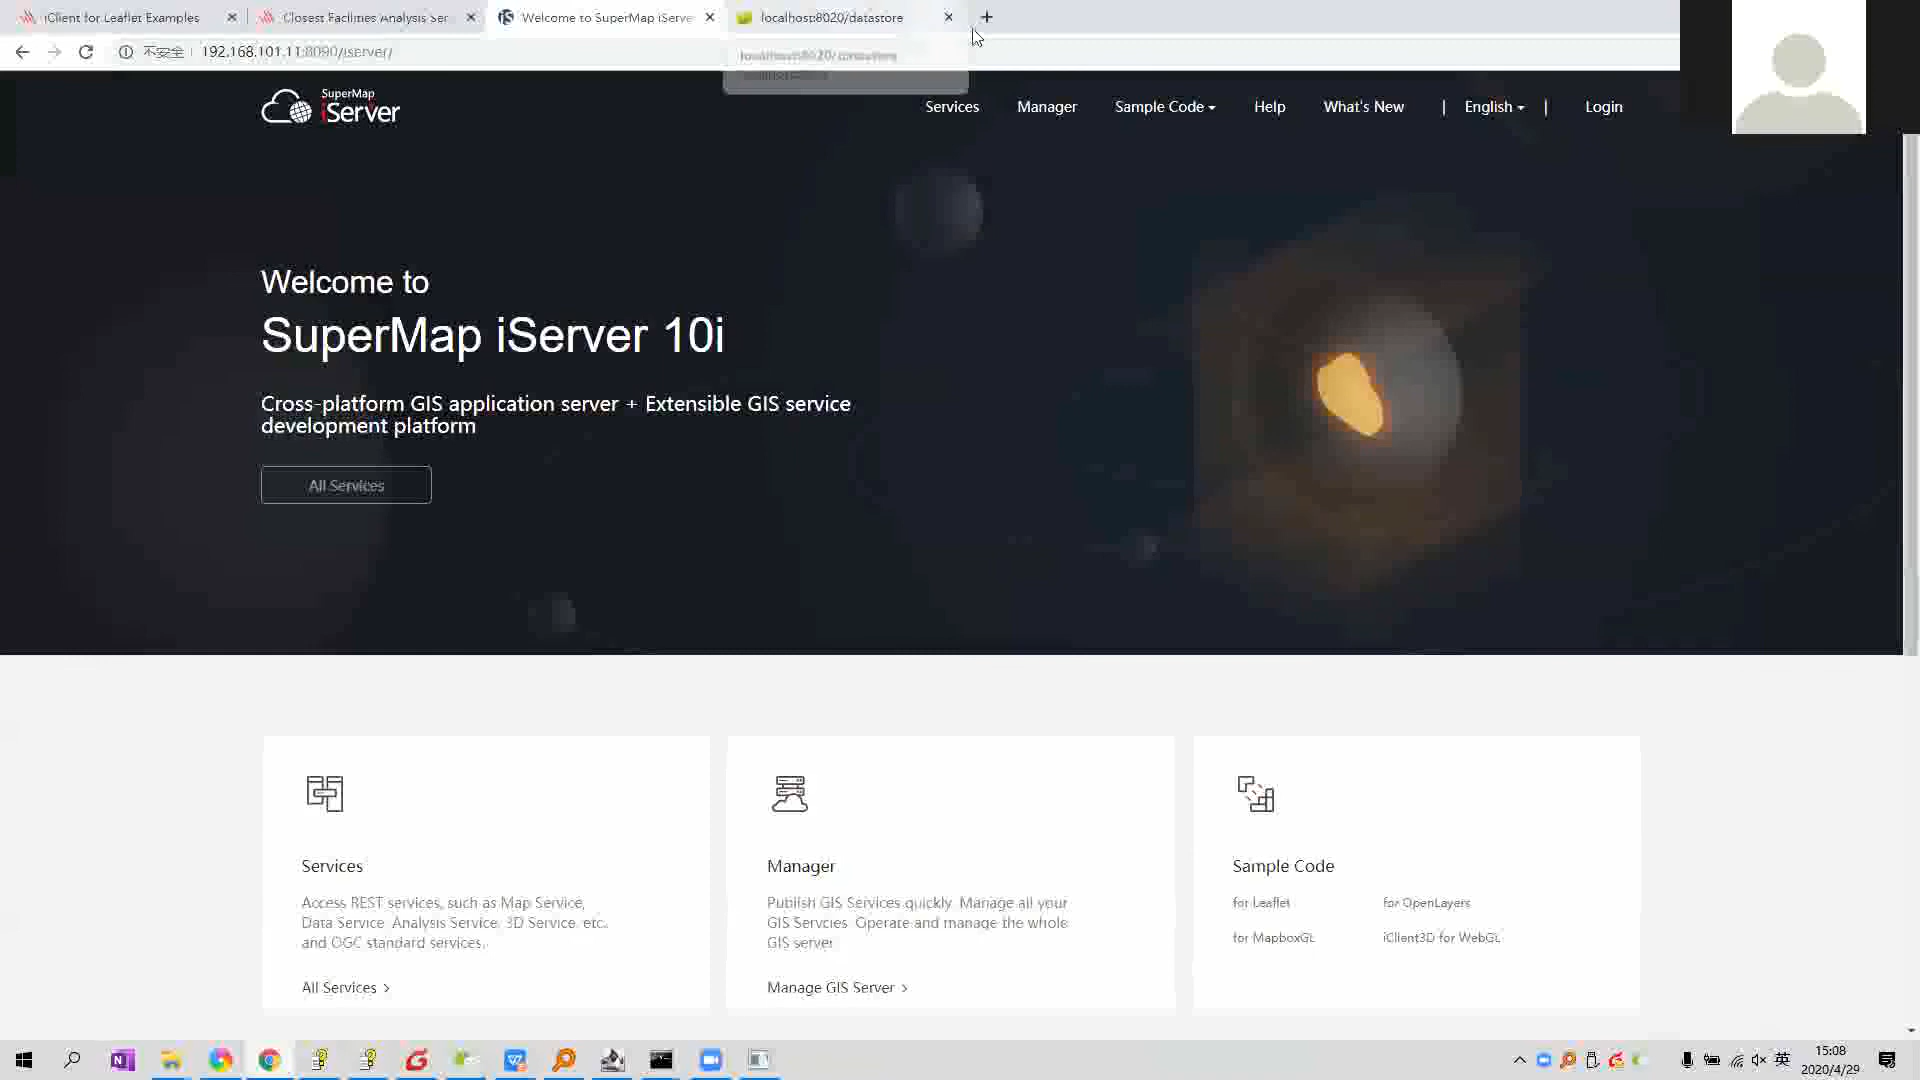 iClient for Leaflet Examples
Closest Facilities Analysis Ser
Welcome to SuperMap iServe
localhost:8020/datastore
不安全
192.168.101.11:8090/iserver/
localhost:8020/datastore
SuperMap
iServer
Services
Manager
Sample Code
Help
What's New
|
English
|
Login
Welcome to
SuperMap iServer 10i
Cross-platform GIS application server + Extensible GIS service
development platform
All Services
Services
Access REST services, such as Map Service,
Data Service, Analysis Service, 3D Service, etc.,
and OGC standard services.
All Services >
Manager
Publish GIS Services quickly. Manage all your
GIS Servcies. Operate and manage the whole
GIS server
Manage GIS Server >
Sample Code
for Leaflet
for OpenLayers
for MapboxGL
iClient3D for WebGL
英
15:08
2020/4/29